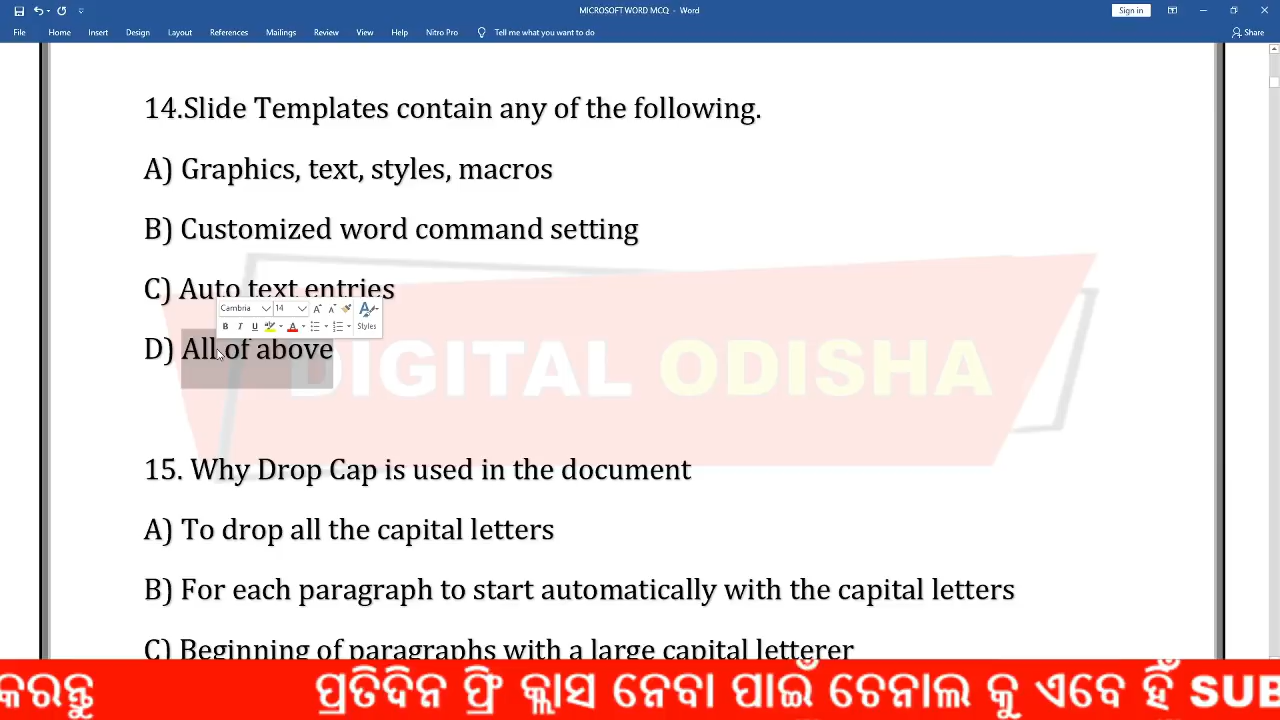 MICROSOFT WORD MCQ - Word
Sign in
File Home Insert Design Layout References Mailings Review View Help Nitro Pro Tell me what you want to do Share
14.Slide Templates contain any of the following.
A) Graphics, text, styles, macros
B) Customized word command setting
C) Auto text entries
Cambria 14
B I U Styles
D) All of above
DIGITAL ODISHA
15. Why Drop Cap is used in the document
A) To drop all the capital letters
B) For each paragraph to start automatically with the capital letters
C) Beginning of paragraphs with a large capital letterer
କରନ୍ତୁ ପ୍ରତିଦିନ ଫ୍ରି କ୍ଲାସ ନେବା ପାଇଁ ଚେନାଲ କୁ ଏବେ ହିଁ SUB